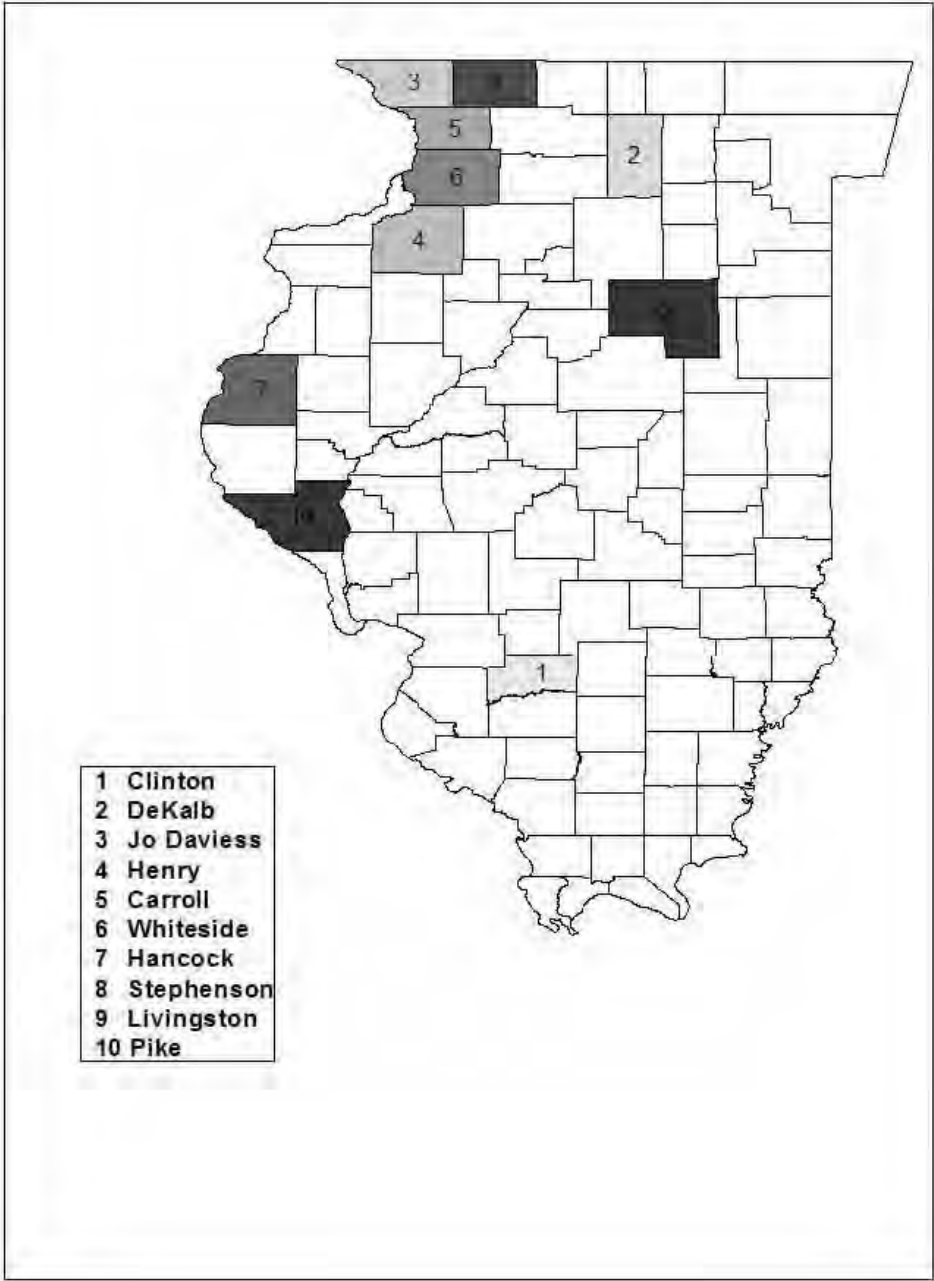 3
5
2
6
4
7
1
1 Clinton
2 DeKalb
3 Jo Daviess
4 Henry
5 Carroll
6 Whiteside
7 Hancock
8 Stephenson
9 Livingston
10 Pike